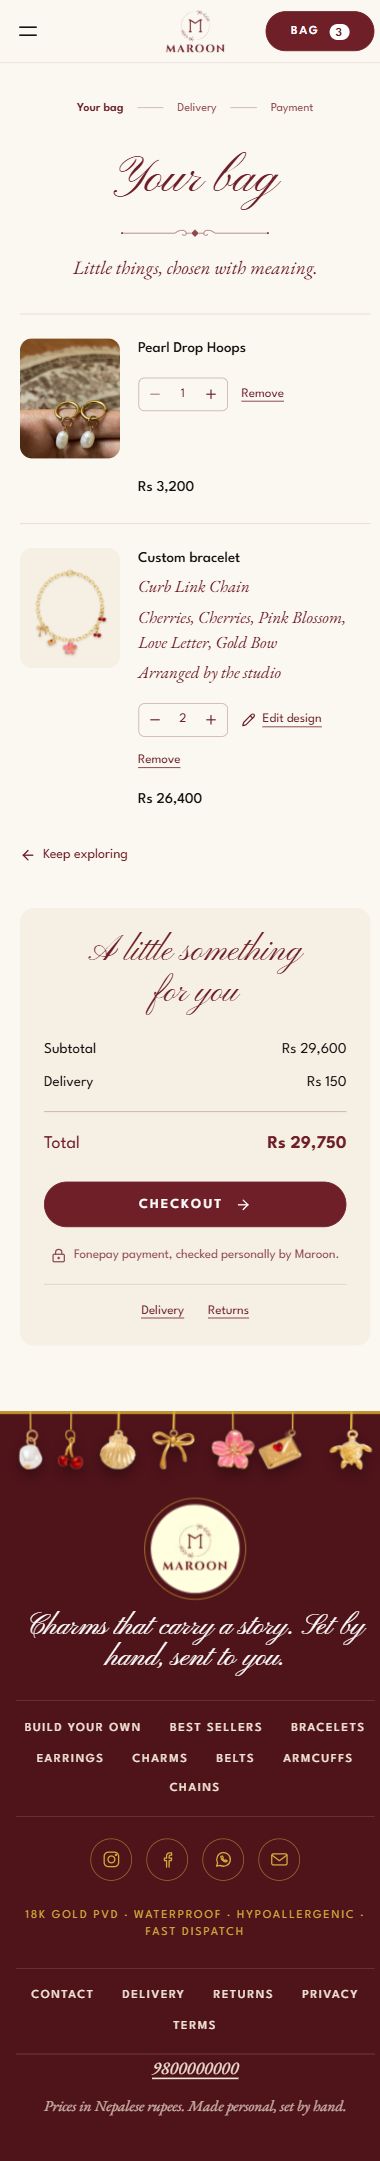 MAROON
BAG 3
Your bag Delivery Payment
Your bag
Little things, chosen with meaning.
Pearl Drop Hoops
1 Remove
Rs 3,200
Custom bracelet
Curb Link Chain
Cherries, Cherries, Pink Blossom,
Love Letter, Gold Bow
Arranged by the studio
2 Edit design
Remove
Rs 26,400
Keep exploring
A little something
for you
Subtotal Rs 29,600
Delivery Rs 150
Total Rs 29,750
CHECKOUT
Fonepay payment, checked personally by Maroon.
Delivery Returns
M
MAROON
Charms that carry a story. Set by
hand, sent to you.
BUILD YOUR OWN BEST SELLERS BRACELETS
EARRINGS CHARMS BELTS ARMCUFFS
CHAINS
18K GOLD PVD · WATERPROOF · HYPOALLERGENIC ·
FAST DISPATCH
CONTACT DELIVERY RETURNS PRIVACY
TERMS
9800000000
Prices in Nepalese rupees. Made personal, set by hand.